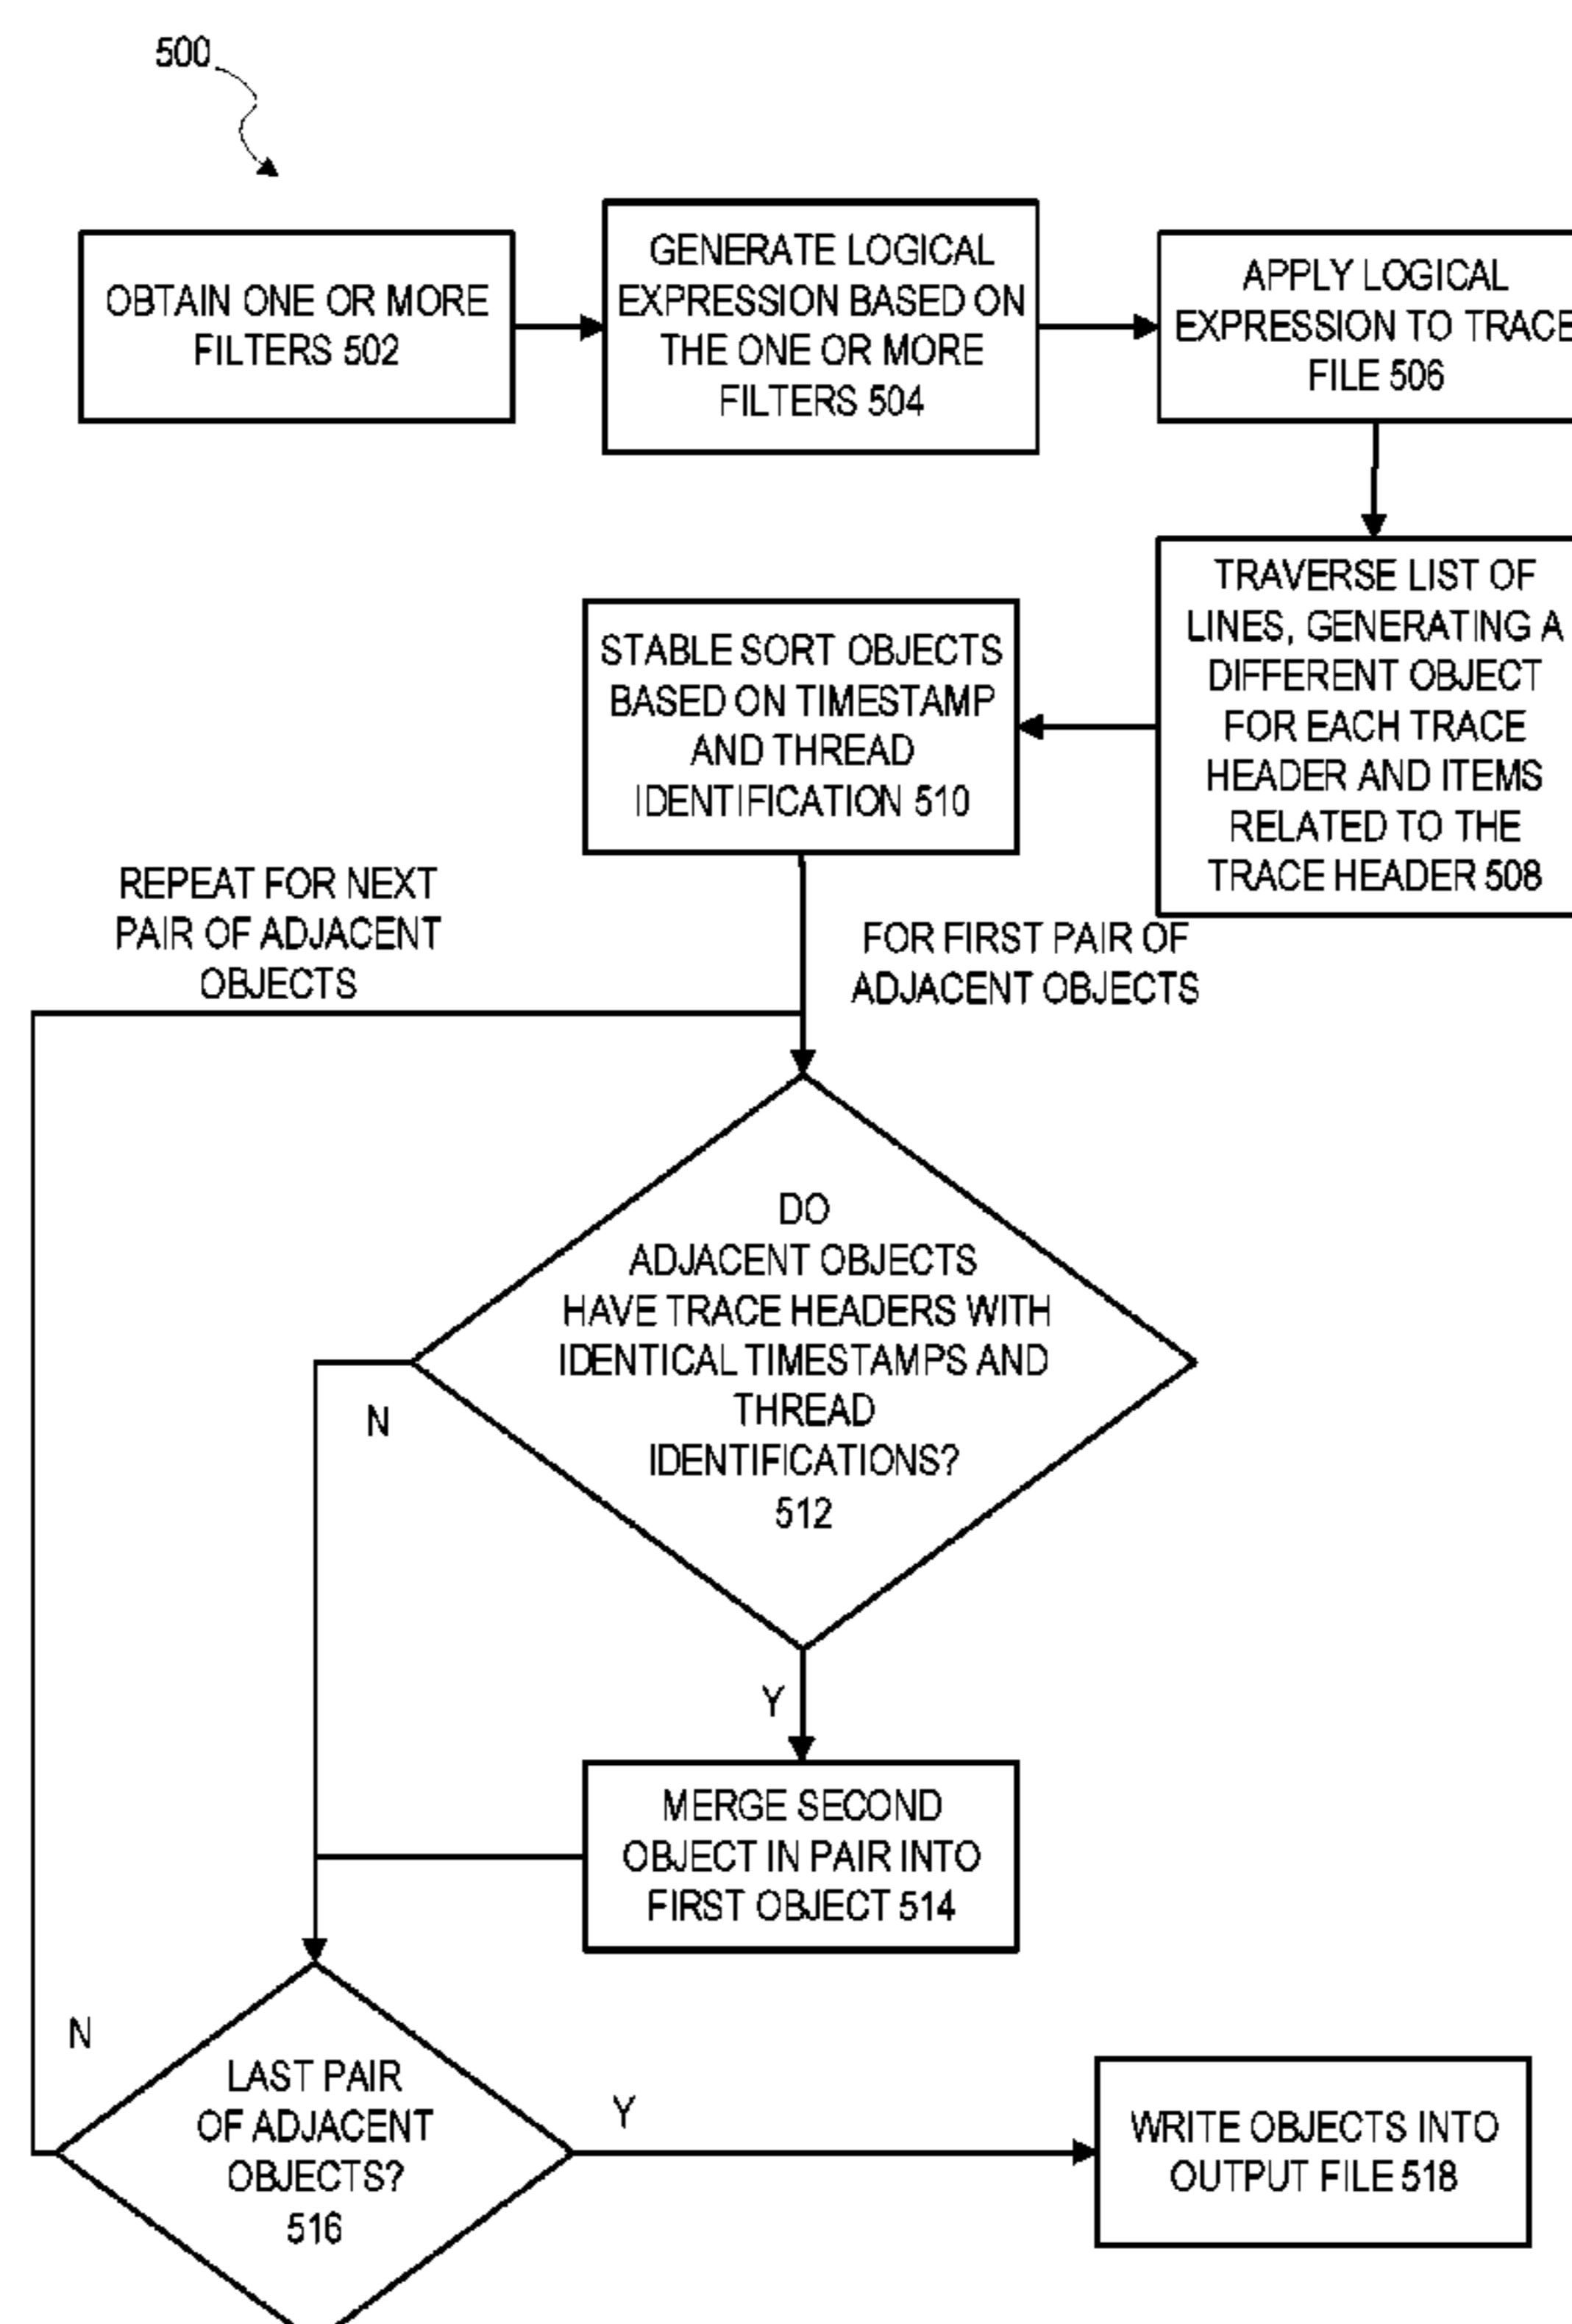 500
OBTAIN ONE OR MORE
FILTERS 502
GENERATE LOGICAL
EXPRESSION BASED ON
THE ONE OR MORE
FILTERS 504
APPLY LOGICAL
EXPRESSION TO TRACE
FILE 506
TRAVERSE LIST OF
LINES, GENERATING A
DIFFERENT OBJECT
FOR EACH TRACE
HEADER AND ITEMS
RELATED TO THE
TRACE HEADER 508
STABLE SORT OBJECTS
BASED ON TIMESTAMP
AND THREAD
IDENTIFICATION 510
REPEAT FOR NEXT
PAIR OF ADJACENT
OBJECTS
FOR FIRST PAIR OF
ADJACENT OBJECTS
DO
ADJACENT OBJECTS
HAVE TRACE HEADERS WITH
IDENTICAL TIMESTAMPS AND
THREAD
IDENTIFICATIONS?
512
N
Y
MERGE SECOND
OBJECT IN PAIR INTO
FIRST OBJECT 514
N
LAST PAIR
OF ADJACENT
OBJECTS?
516
Y
WRITE OBJECTS INTO
OUTPUT FILE 518